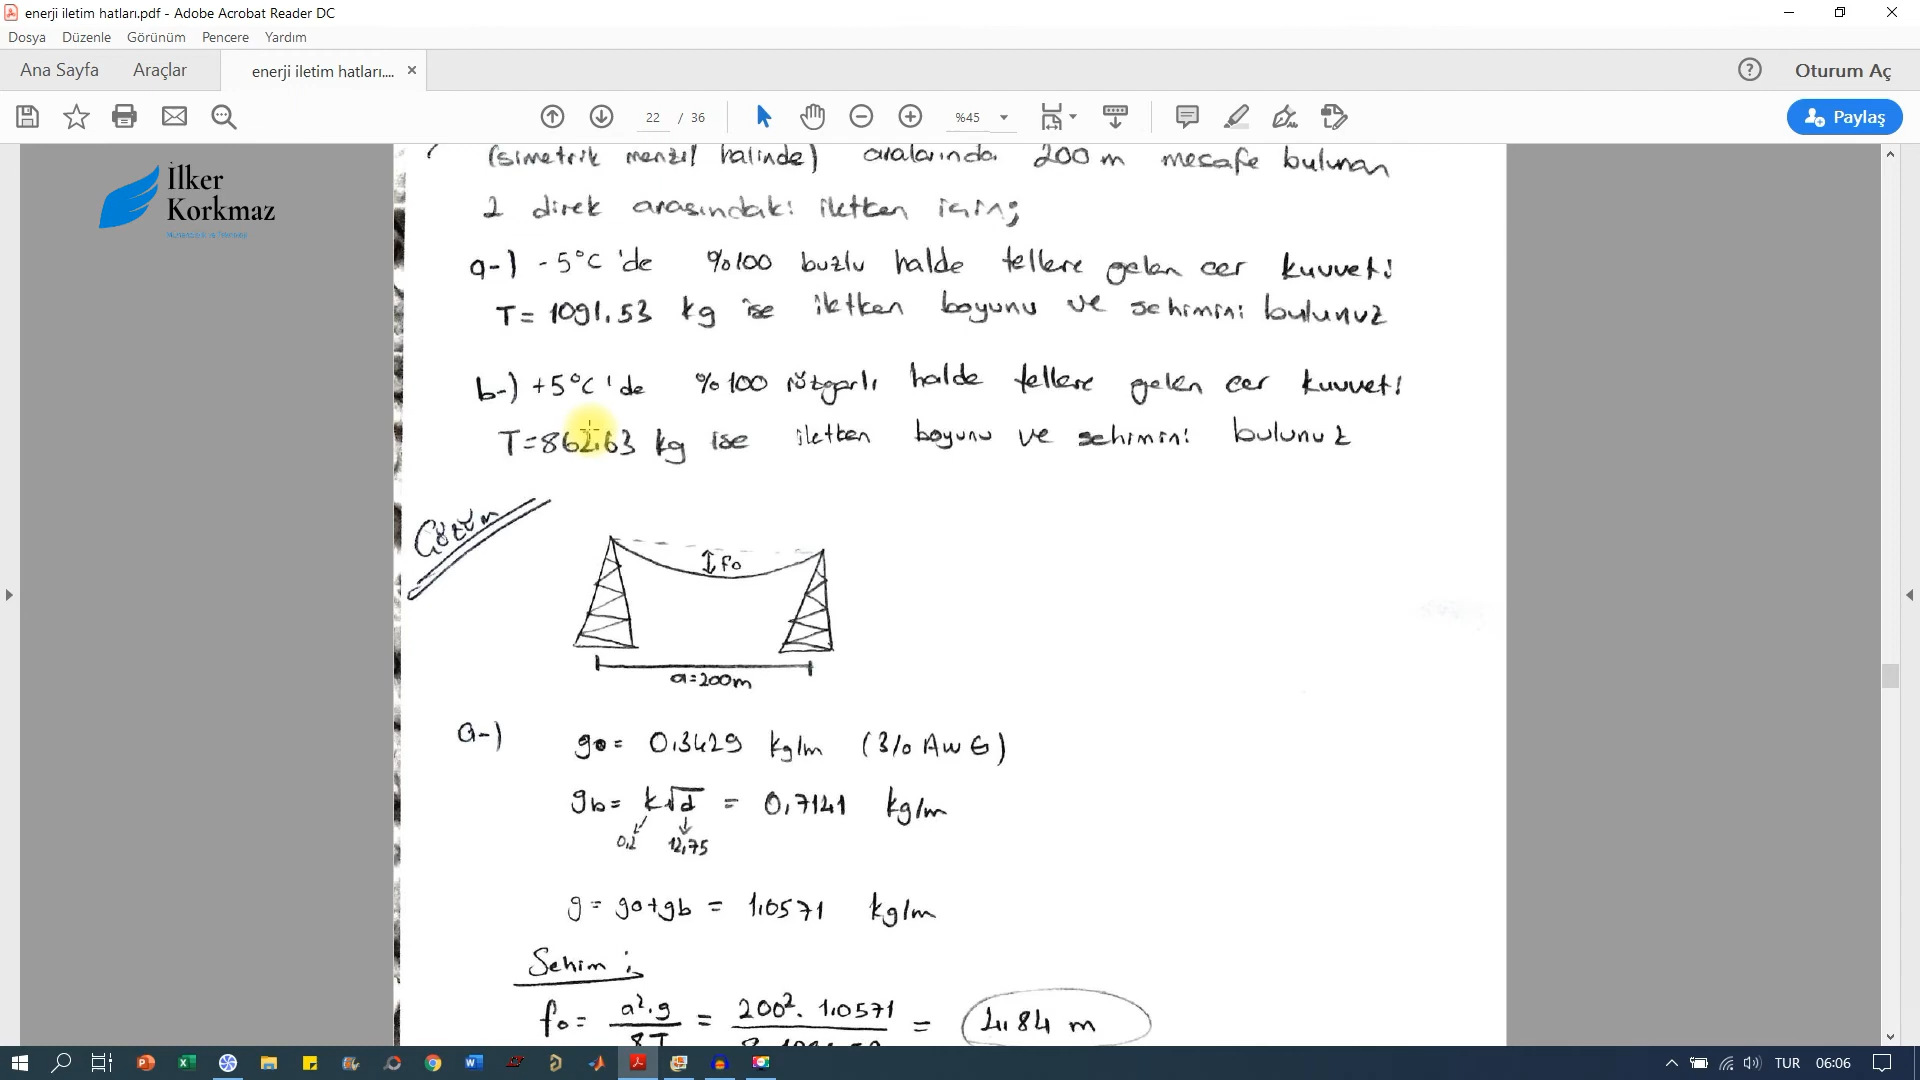 enerji iletim hatları.pdf - Adobe Acrobat Reader DC
Dosya Düzenle Görünüm Pencere Yardım
Ana Sayfa Araçlar enerji iletim hatları.... × Oturum Aç
22 / 36 %45 Paylaş
İlker
Korkmaz
(simetrik menzil halinde) aralarında 200 m mesafe bulunan
2 direk arasındaki iletken için;
a-) -5°C 'de %100 buzlu halde tellere gelen cer kuvveti
T= 1091.53 kg ise iletken boyunu ve sehimini bulunuz
b-) +5°C 'de %100 rüzgarlı halde tellere gelen cer kuvveti
T=862.63 kg ise iletken boyunu ve sehimini bulunuz
Çözüm
fo
a=200m
a-) go= 0,3429 kg/m (3/0 AWG)
gb= k√d = 0,7141 kg/m
0,2 12,75
g= go+gb = 1,0571 kg/m
Sehim ;
fo= a².g / 8T = 200². 1,0571 = 4.84 m
TUR 06:06